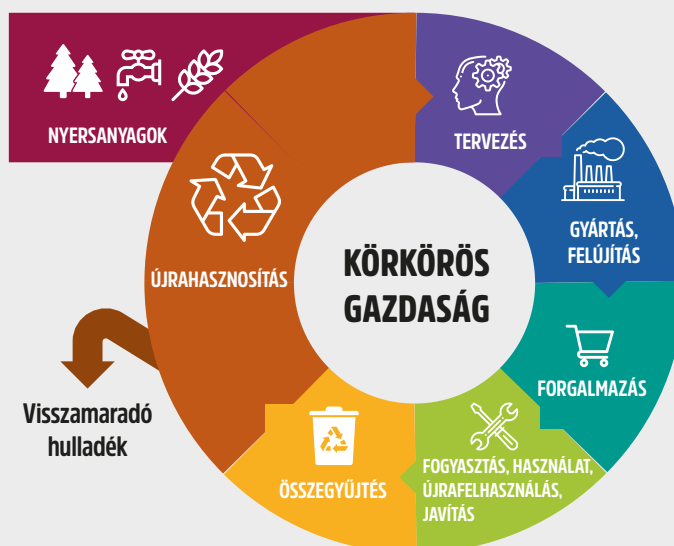 NYERSANYAGOK
TERVEZÉS
GYÁRTÁS,
FELÚJÍTÁS
FORGALMAZÁS
FOGYASZTÁS, HASZNÁLAT,
ÚJRAFELHASZNÁLÁS,
JAVÍTÁS
ÖSSZEGYŰJTÉS
ÚJRAHASZNOSÍTÁS
Visszamaradó
hulladék
KÖRKÖRÖS
GAZDASÁG